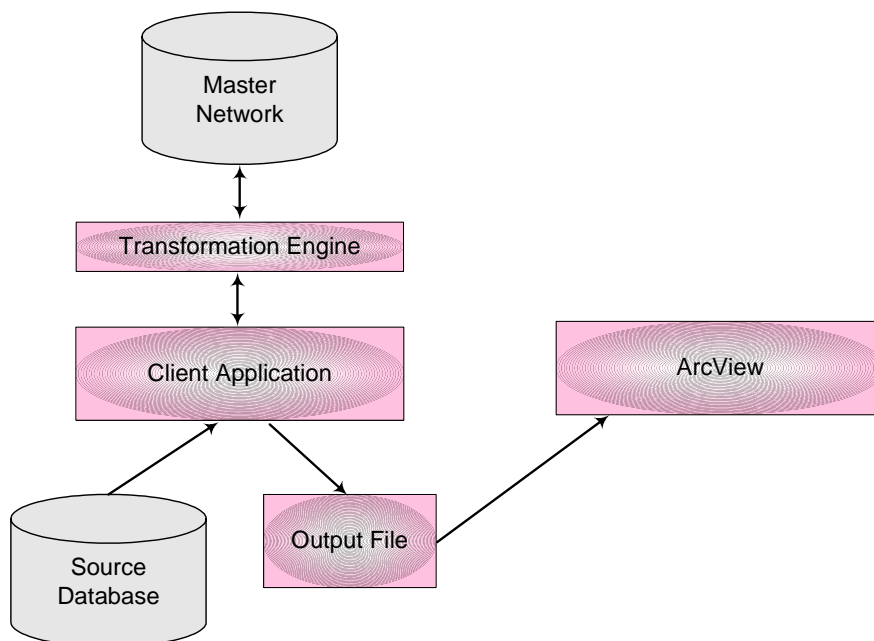 Master
Network
Transformation Engine
Client Application
ArcView
Output File
Source
Database